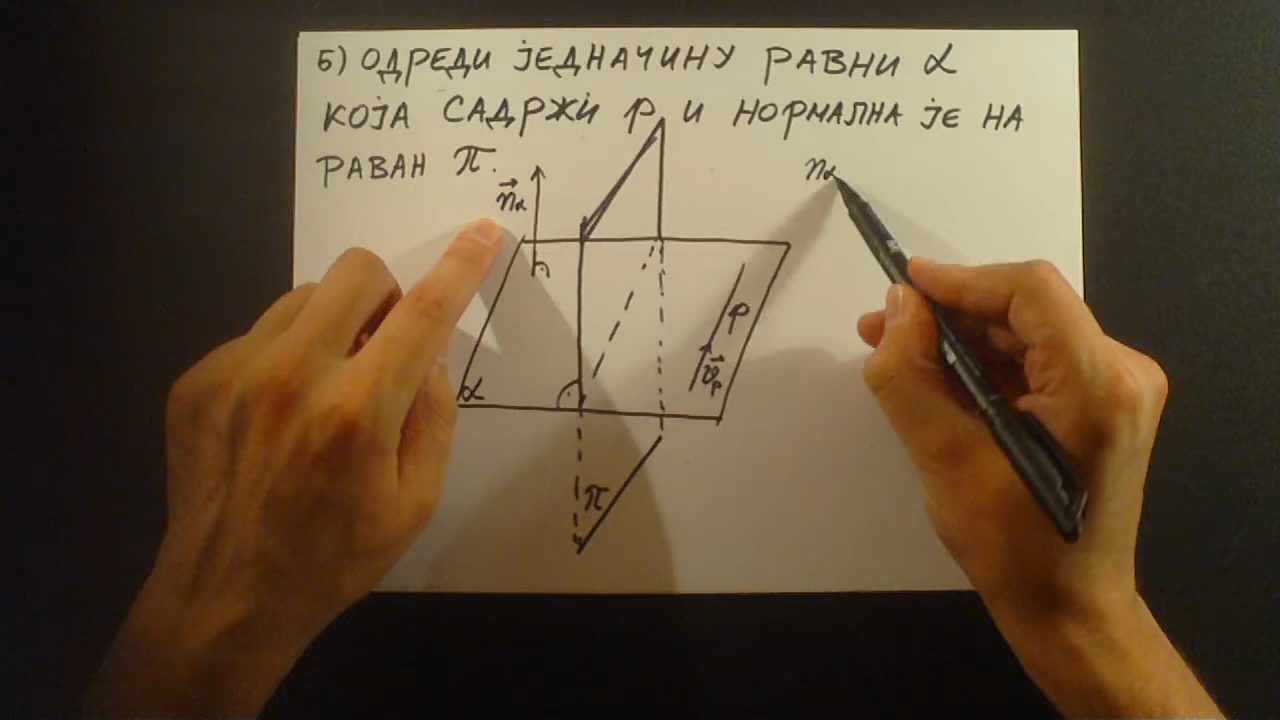 Б) ОДРЕДИ ЈЕДНАЧИНУ РАВНИ α
КОЈА САДРЖИ p И НОРМАЛНА ЈЕ НА
РАВАН π.
n⃗α
nα
p
v⃗p
α
π